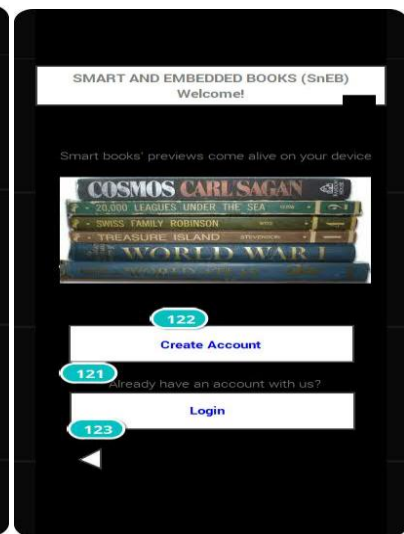 SMART AND EMBEDDED BOOKS (SnEB)
Welcome!
Smart books' previews come alive on your device
COSMOS CARL SAGAN
20,000 LEAGUES UNDER THE SEA
SWISS FAMILY ROBINSON
TREASURE ISLAND STEVENSON
WORLD WAR I
122
Create Account
121
Already have an account with us?
Login
123